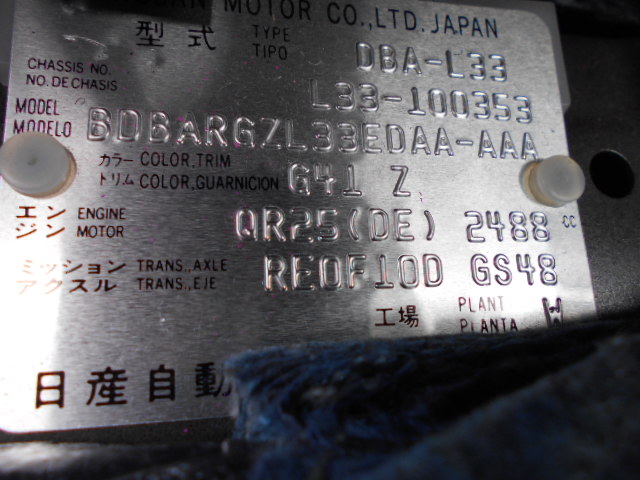 MOTOR CO.,LTD. JAPAN
型式 TYPE TIPO DBA-L33
CHASSIS NO. NO. DE CHASIS L33-100353
MODEL MODELO BDBARGZL33EDAA-AAA
カラー COLOR,TRIM
トリム COLOR,GUARNICION G41 Z
エンジン ENGINE MOTOR QR25(DE) 2488 cc
ミッション TRANS.,AXLE
アクスル TRANS.,EJE RE0F10D GS48
工場 PLANT PLANTA
日産自動